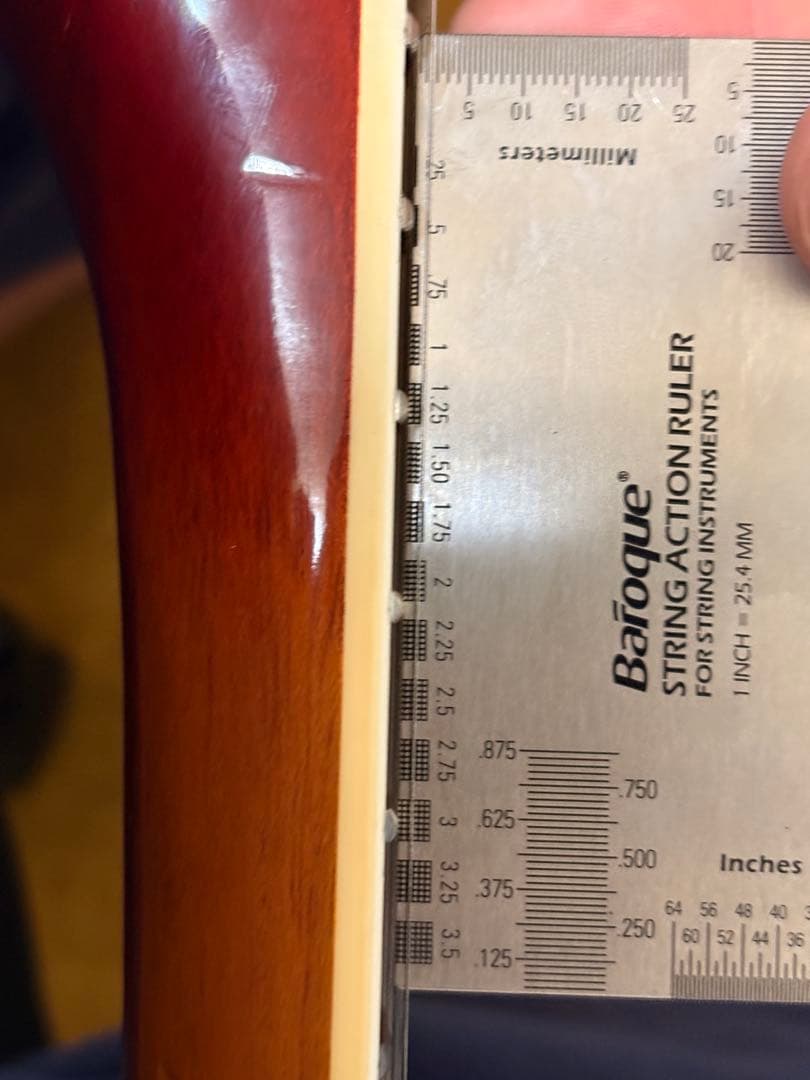 5 10 15 20 25
Millimeters
5
10
15
20
.25
.5
.75
1
1.25
1.50
1.75
2
2.25
2.5
2.75
3
3.25
3.5
Baroque®
STRING ACTION RULER
FOR STRING INSTRUMENTS
1 INCH = 25.4 MM
.875
.750
.625
.500
.375
.250
.125
Inches
64 56 48 40
60 52 44 36